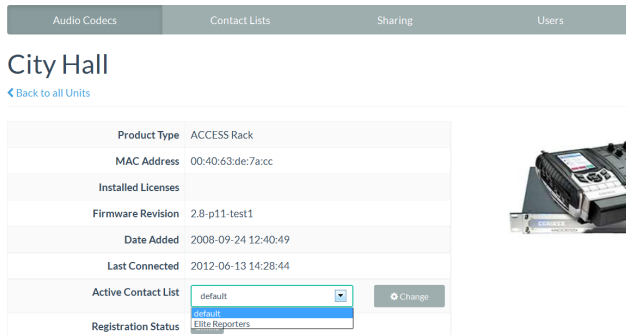 Audio Codecs Contact Lists Sharing Users
City Hall
Back to all Units
Product Type ACCESS Rack
MAC Address 00:40:63:de:7a:cc
Installed Licenses
Firmware Revision 2.8-p11-test1
Date Added 2008-09-24 12:40:49
Last Connected 2012-06-13 14:28:44
Active Contact List default Change
default
Elite Reporters
Registration Status